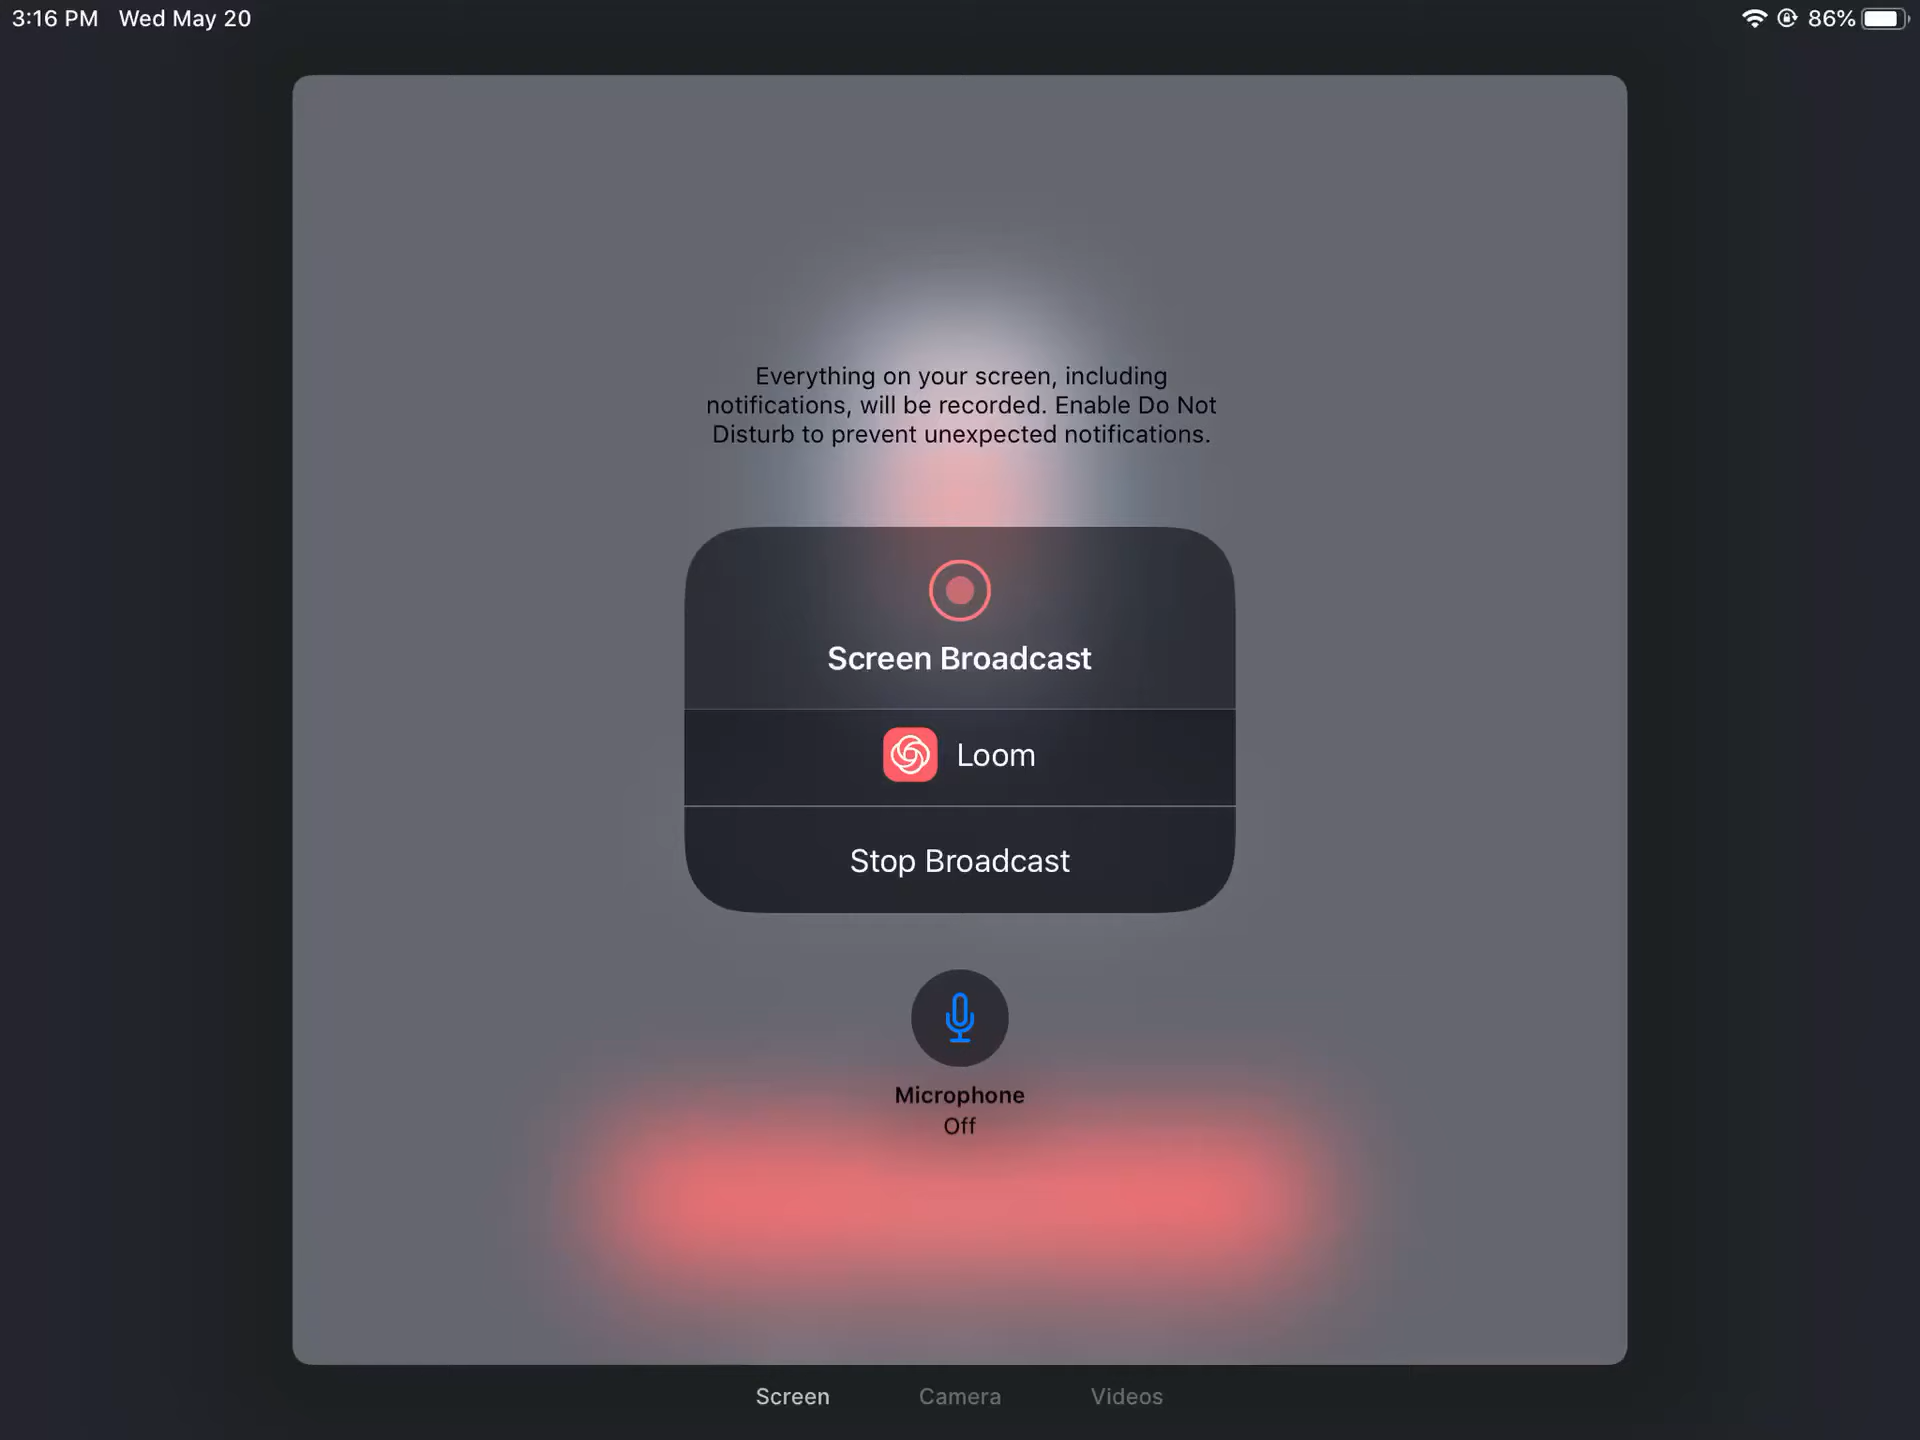 3:16 PM Wed May 20
86%
Everything on your screen, including
notifications, will be recorded. Enable Do Not
Disturb to prevent unexpected notifications.
Screen Broadcast
Loom
Stop Broadcast
Microphone
Off
Screen Camera Videos